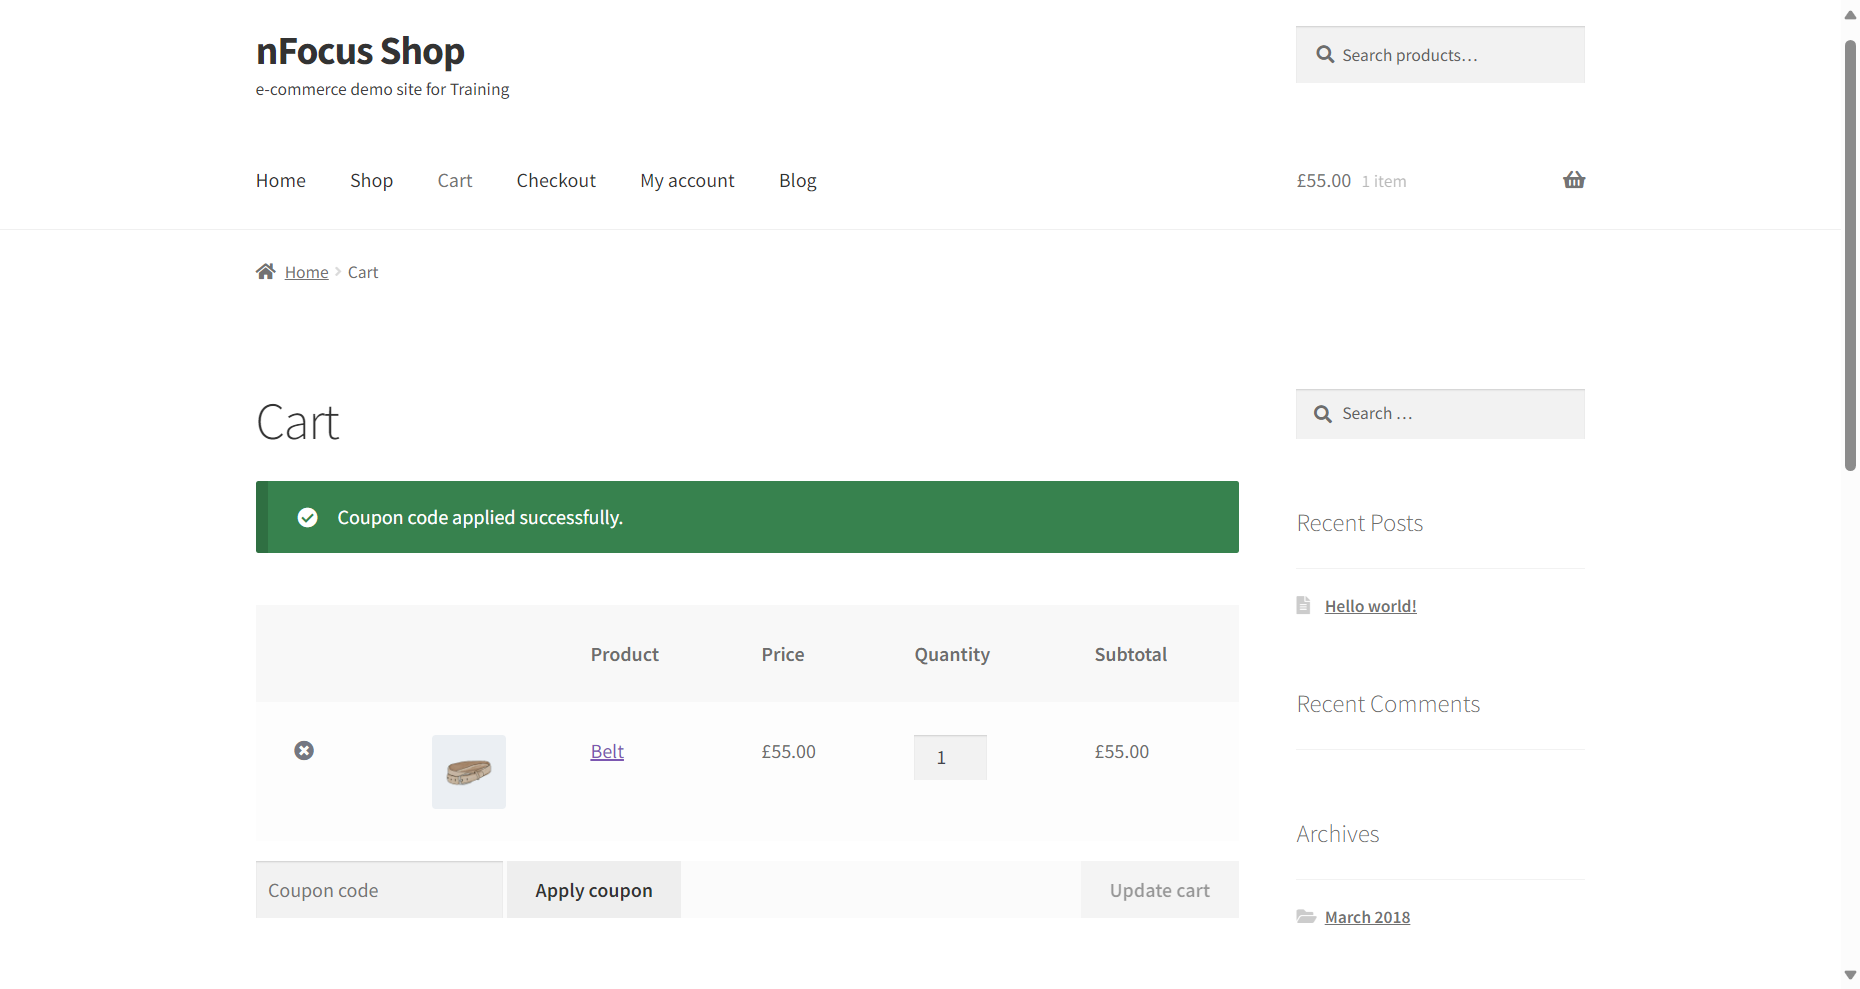 nFocus Shop
e-commerce demo site for Training
Search products…
Home Shop Cart Checkout My account Blog
£55.00 1 item
Home Cart
Cart
Coupon code applied successfully.
Product Price Quantity Subtotal
Belt £55.00 1 £55.00
Coupon code Apply coupon Update cart
Search …
Recent Posts
Hello world!
Recent Comments
Archives
March 2018